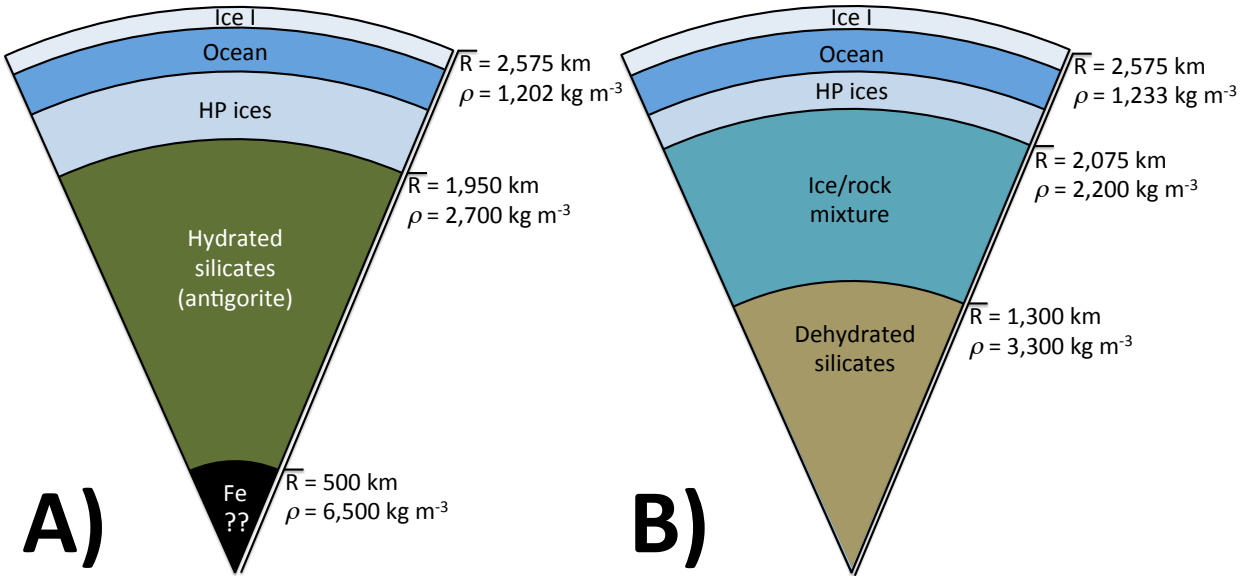 Ice I
Ocean
HP ices
R = 2,575 km
ρ = 1,202 kg m⁻³
R = 1,950 km
ρ = 2,700 kg m⁻³
Hydrated
silicates
(antigorite)
Fe
??
R = 500 km
ρ = 6,500 kg m⁻³
A)
Ice I
Ocean
HP ices
R = 2,575 km
ρ = 1,233 kg m⁻³
R = 2,075 km
ρ = 2,200 kg m⁻³
Ice/rock
mixture
R = 1,300 km
ρ = 3,300 kg m⁻³
Dehydrated
silicates
B)